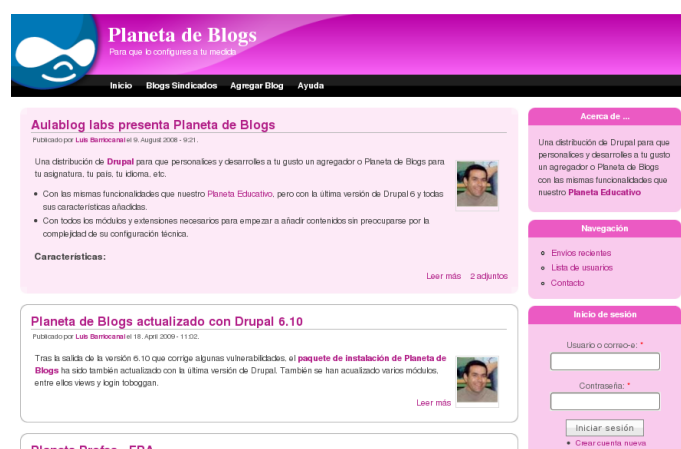 Planeta de Blogs
Para que lo configures a tu medida
Inicio Blogs Sindicados Agregar Blog Ayuda
Aulablog labs presenta Planeta de Blogs
Publicado por Luis Barriocanal el 9. August 2008 - 9:21.
Una distribución de Drupal para que personalices y desarrolles a tu gusto un agregador o Planeta de Blogs para
tu asignatura, tu país, tu idioma, etc.
Con las mismas funcionalidades que nuestro Planeta Educativo, pero con la última versión de Drupal 6 y todas
sus características añadidas.
Con todos los módulos y extensiones necesarios para empezar a añadir contenidos sin preocuparse por la
complejidad de su configuración técnica.
Características:
Leer más 2 adjuntos
Planeta de Blogs actualizado con Drupal 6.10
Publicado por Luis Barriocanal el 18. April 2009 - 11:02.
Tras la salida de la versión 6.10 que corrige algunas vulnerabilidades, el paquete de instalación de Planeta de
Blogs ha sido también actualizado con la última versión de Drupal. También se han acualizado varios módulos,
entre ellos views y login toboggan.
Leer más
Acerca de ...
Una distribución de Drupal para que
personalices y desarrolles a tu gusto
un agregador o Planeta de Blogs
con las mismas funcionalidades que
nuestro Planeta Educativo
Navegación
Envíos recientes
Lista de usuarios
Contacto
Inicio de sesión
Usuario o correo-e: *
Contraseña: *
Iniciar sesión
Crear cuenta nueva